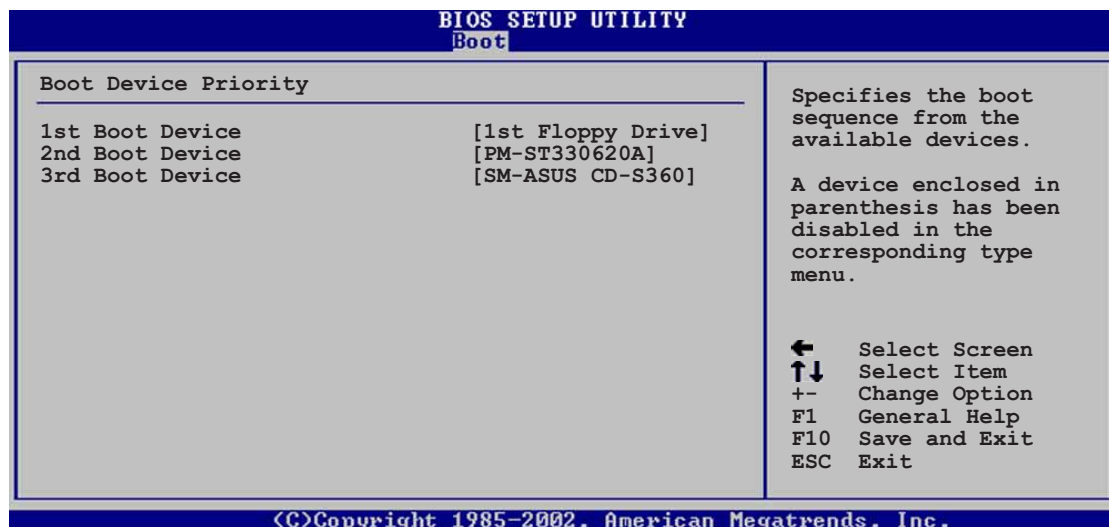 BIOS SETUP UTILITY
Boot
Boot Device Priority
1st Boot Device [1st Floppy Drive]
2nd Boot Device [PM-ST330620A]
3rd Boot Device [SM-ASUS CD-S360]
Specifies the boot
sequence from the
available devices.
A device enclosed in
parenthesis has been
disabled in the
corresponding type
menu.
← Select Screen
↑↓ Select Item
+- Change Option
F1 General Help
F10 Save and Exit
ESC Exit
(C)Copyright 1985-2002, American Megatrends, Inc.